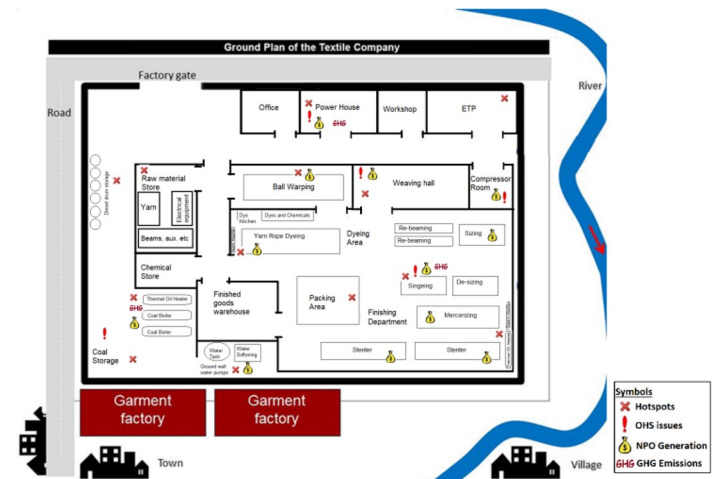 Ground Plan of the Textile Company
Factory gate
River
Road
Office
Power House
GHG
Workshop
ETP
Diesel drum storage
Raw material
Store
Yarn
Electrical
equipment
Beams, aux. etc
Ball Warping
Weaving hall
Compressor
Room
Dye
Kitchen
Dyes and Chemicals
Yarn Rope Dyeing
Dyeing
Area
Re-beaming
Re-beaming
Sizing
Chemical
Store
GHG
Singeing
De-sizing
Thermal Oil Heater
GHG
Coal Boiler
Coal Boiler
Finished
goods
warehouse
Packing
Area
Finishing
Department
Mercerizing
Coal
Storage
Water
Tank
Water
Softening
Ground wall
water pumps
Stenter
Stenter
Garment
factory
Garment
factory
Town
Village
Symbols
Hotspots
OHS issues
NPO Generation
GHG GHG Emissions